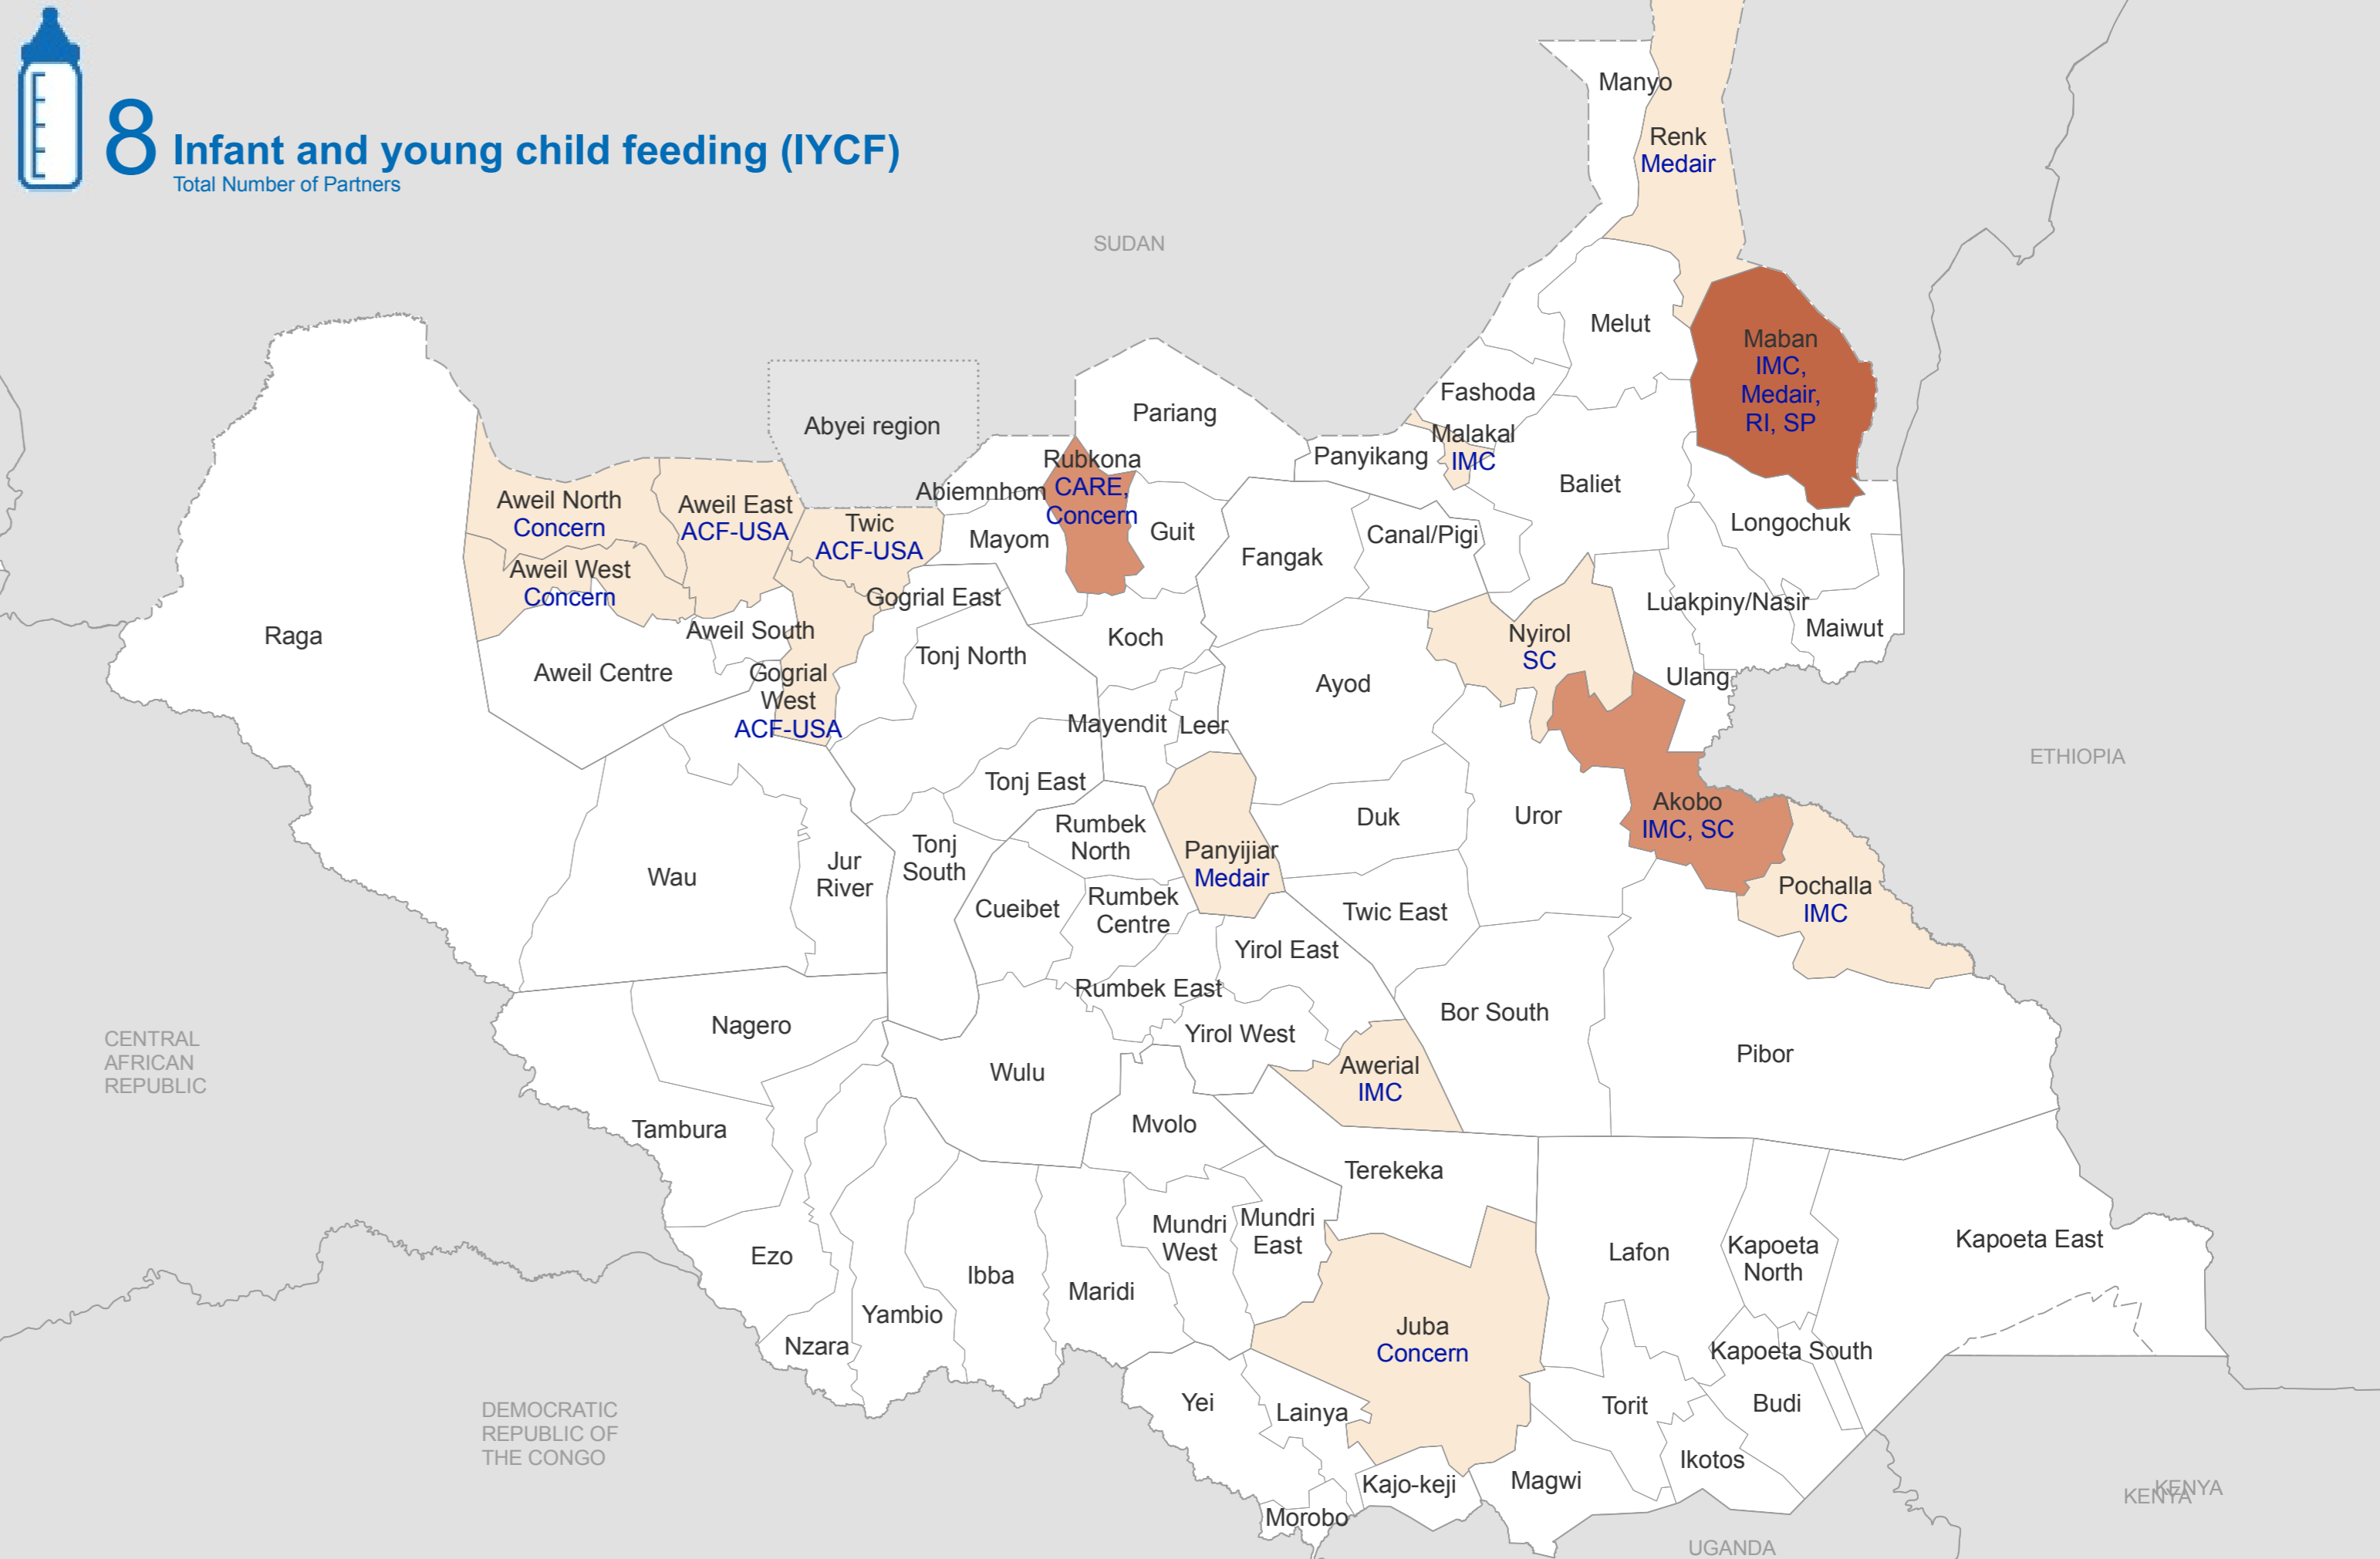 8 Infant and young child feeding (IYCF)
Total Number of Partners
Manyo
Renk
Medair
SUDAN
Melut
Maban
IMC,
Medair,
RI, SP
Fashoda
Abyei region
Pariang
Malakal
IMC
Panyikang
Baliet
Rubkona
CARE,
Concern
Abiemnhom
Aweil North
Concern
Aweil East
ACF-USA
Twic
ACF-USA
Mayom
Guit
Fangak
Canal/Pigi
Longochuk
Aweil West
Concern
Gogrial East
Luakpiny/Nasir
Maiwut
Raga
Aweil South
Koch
Nyirol
SC
Aweil Centre
Gogrial
West
ACF-USA
Tonj North
Ayod
Ulang
Mayendit
Leer
ETHIOPIA
Tonj East
Akobo
IMC, SC
Duk
Uror
Rumbek
North
Panyijiar
Medair
Wau
Jur
River
Tonj
South
Cueibet
Rumbek
Centre
Twic East
Pochalla
IMC
Yirol East
Rumbek East
Bor South
Nagero
Yirol West
CENTRAL
AFRICAN
REPUBLIC
Wulu
Awerial
IMC
Pibor
Tambura
Mvolo
Terekeka
Mundri
West
Mundri
East
Lafon
Kapoeta
North
Kapoeta East
Ezo
Ibba
Maridi
Yambio
Nzara
Juba
Concern
Kapoeta South
Yei
Lainya
Torit
Budi
DEMOCRATIC
REPUBLIC OF
THE CONGO
Ikotos
Kajo-keji
Magwi
KENYA
KENYA
Morobo
UGANDA